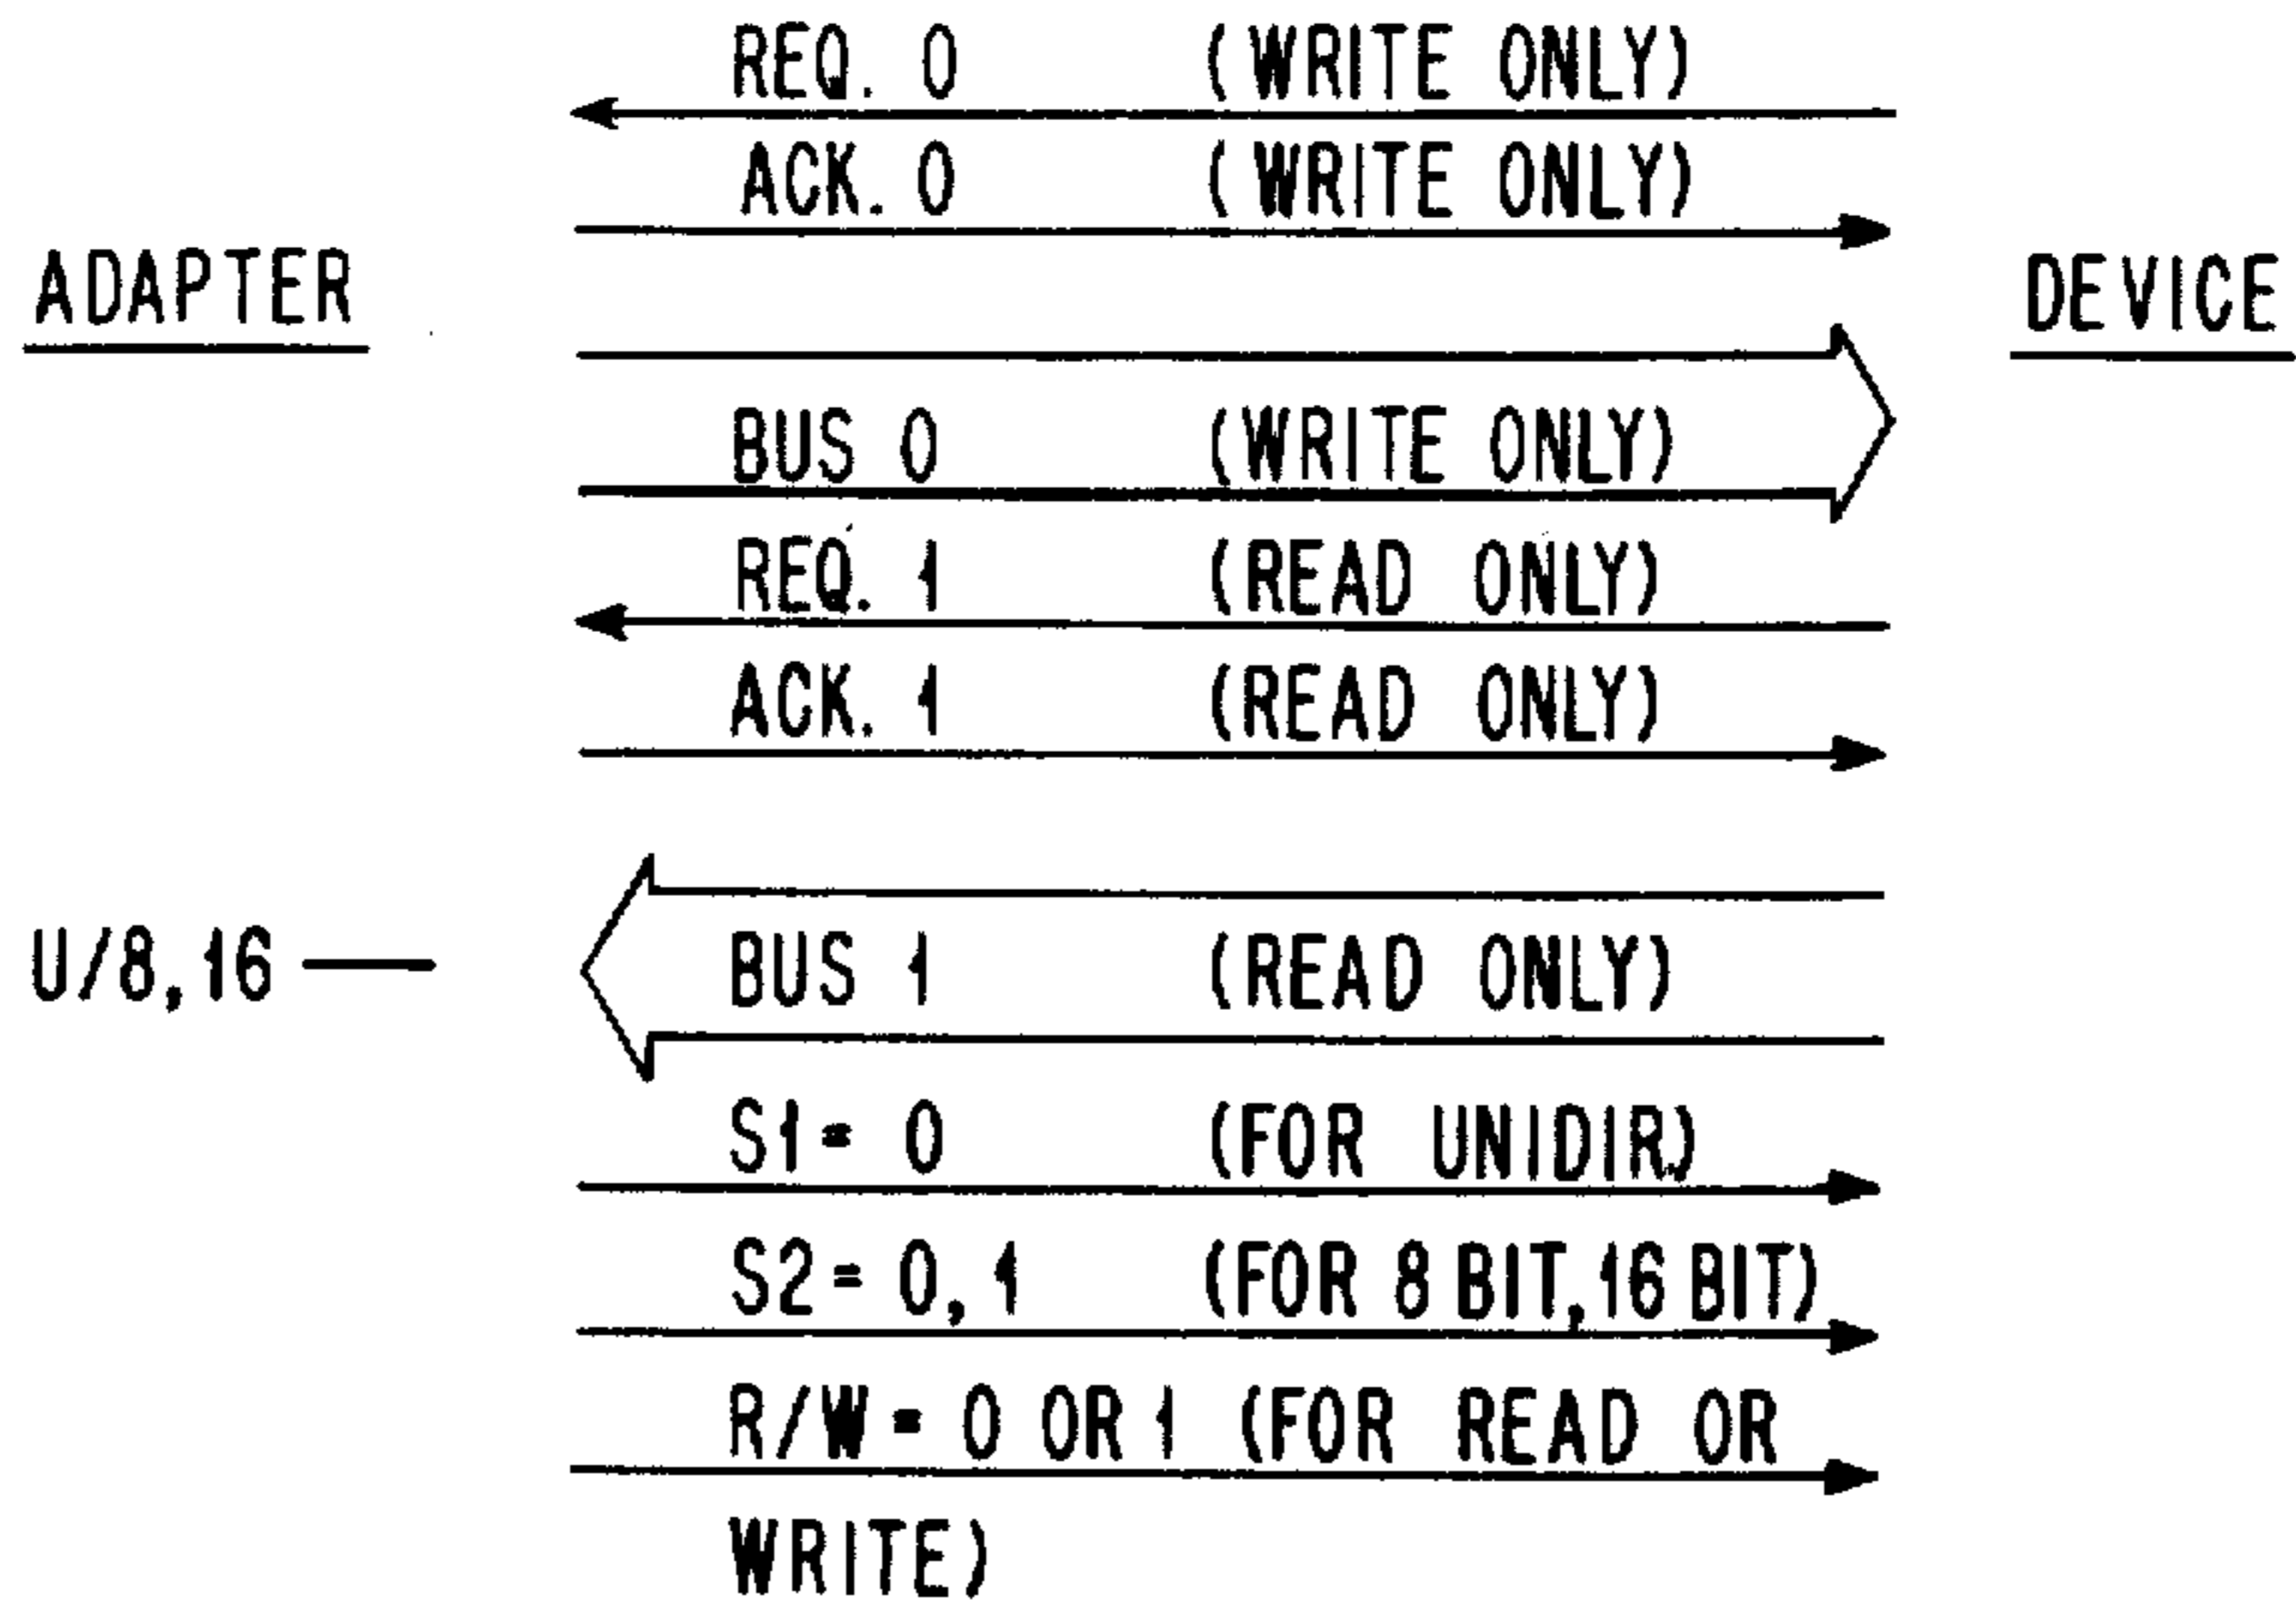 REQ. 0 (WRITE ONLY)
ACK. 0 (WRITE ONLY)
ADAPTER
DEVICE
BUS 0 (WRITE ONLY)
REQ. 1 (READ ONLY)
ACK. 1 (READ ONLY)
U/8,16
BUS 1 (READ ONLY)
S1= 0 (FOR UNIDIR)
S2= 0,1 (FOR 8 BIT,16 BIT)
R/W= 0 OR 1 (FOR READ OR
WRITE)